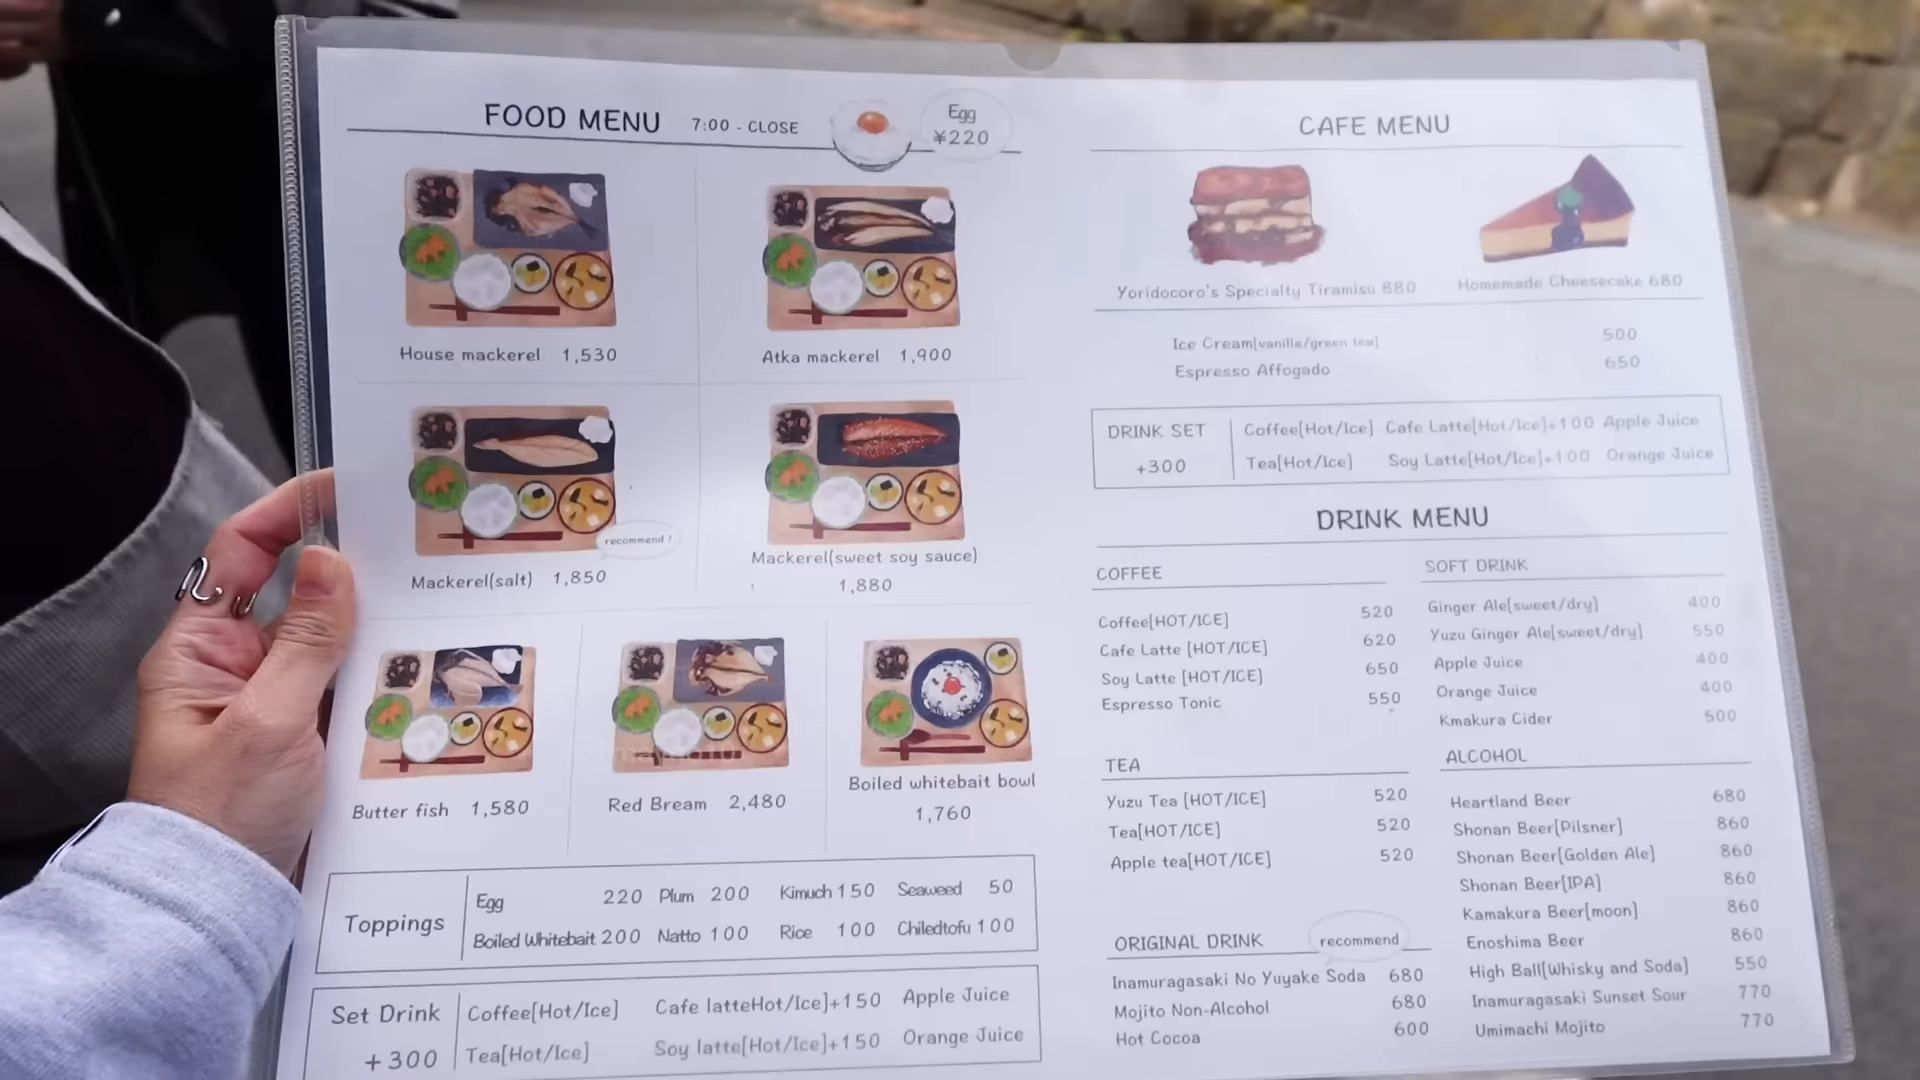 FOOD MENU 7:00 - CLOSE
Egg
¥220
House mackerel 1,530
Atka mackerel 1,900
recommend !
Mackerel(salt) 1,850
Mackerel(sweet soy sauce)
1,880
Butter fish 1,580
Red Bream 2,480
Boiled whitebait bowl
1,760
Toppings
Egg 220 Plum 200 Kimuch 150 Seaweed 50
Boiled Whitebait 200 Natto 100 Rice 100 Chiledtofu 100
Set Drink
+300
Coffee[Hot/Ice] Cafe latteHot/Ice]+150 Apple Juice
Tea[Hot/Ice] Soy latte[Hot/Ice]+150 Orange Juice
CAFE MENU
Yoridocoro's Specialty Tiramisu 880
Homemade Cheesecake 680
Ice Cream[vanilla/green tea] 500
Espresso Affogado 650
DRINK SET
+300
Coffee[Hot/Ice] Cafe Latte[Hot/Ice]+100 Apple Juice
Tea[Hot/Ice] Soy Latte[Hot/Ice]+100 Orange Juice
DRINK MENU
COFFEE
Coffee[HOT/ICE] 520
Cafe Latte [HOT/ICE] 620
Soy Latte [HOT/ICE] 650
Espresso Tonic 550
TEA
Yuzu Tea [HOT/ICE] 520
Tea[HOT/ICE] 520
Apple tea[HOT/ICE] 520
ORIGINAL DRINK
recommend
Inamuragasaki No Yuyake Soda 680
Mojito Non-Alcohol 680
Hot Cocoa 600
SOFT DRINK
Ginger Ale[sweet/dry] 400
Yuzu Ginger Ale[sweet/dry] 550
Apple Juice 400
Orange Juice 400
Kmakura Cider 500
ALCOHOL
Heartland Beer 680
Shonan Beer[Pilsner] 860
Shonan Beer[Golden Ale] 860
Shonan Beer[IPA] 860
Kamakura Beer[moon] 860
Enoshima Beer 860
High Ball[Whisky and Soda] 550
Inamuragasaki Sunset Sour 770
Umimachi Mojito 770